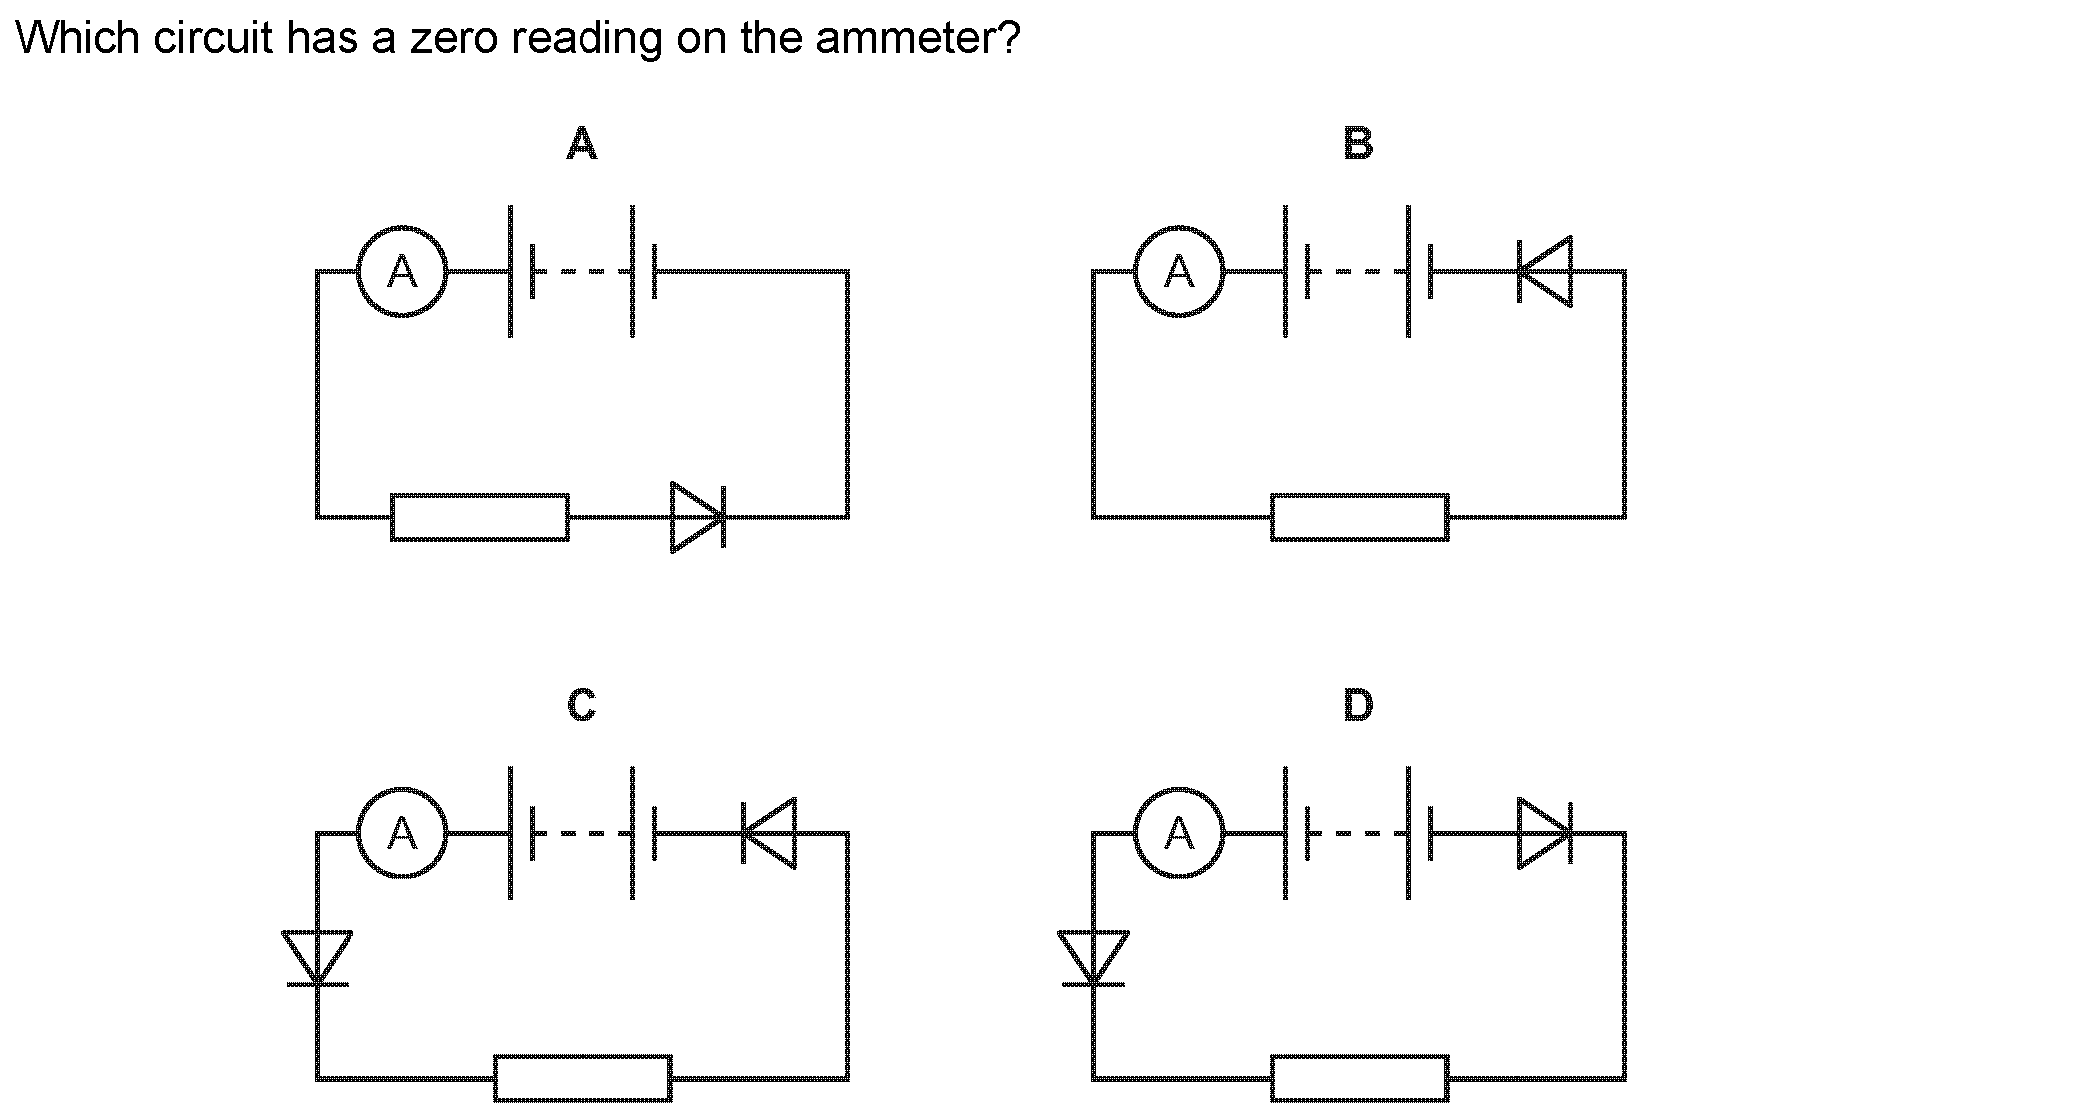 Which circuit has a zero reading on the ammeter?
A B
A A
C D
A A